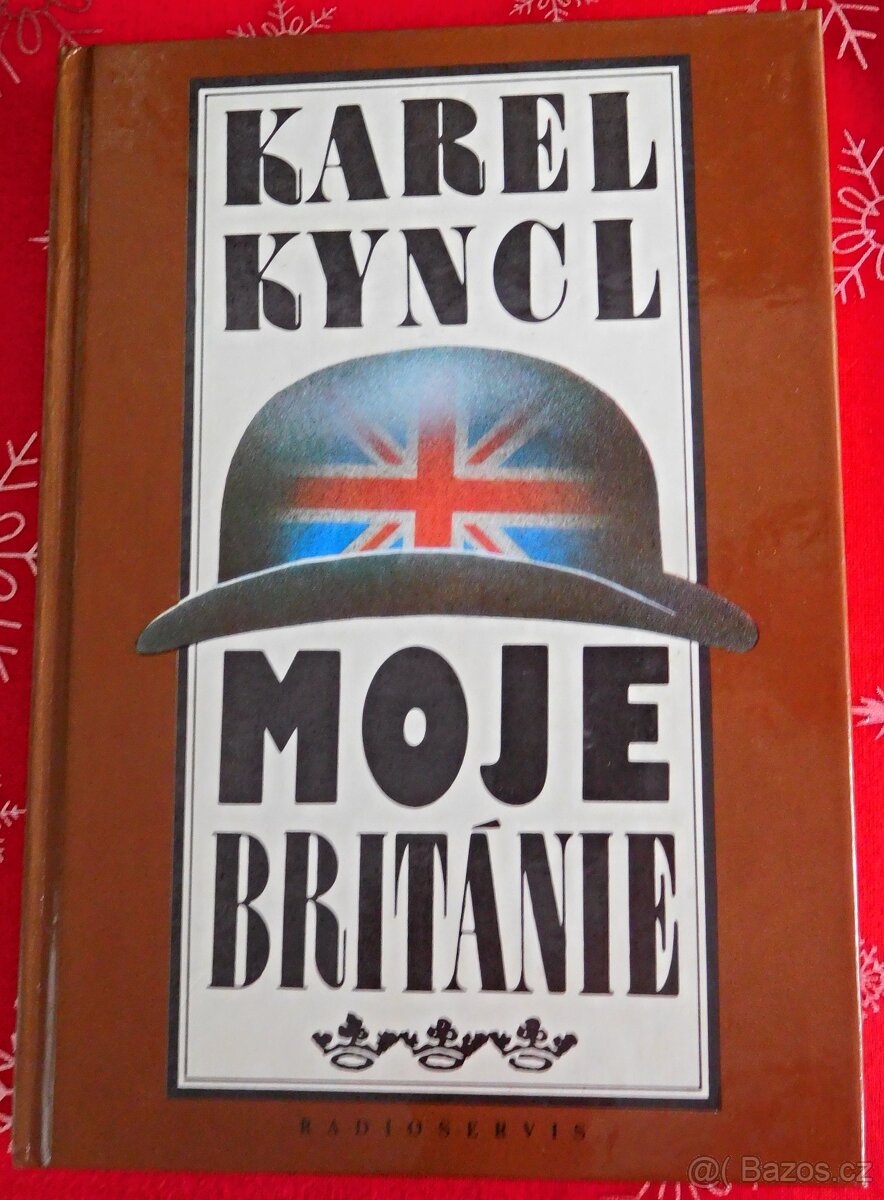 KAREL
KYNCL
MOJE
BRITÁNIE
RADIOSERVIS
@( Bazos.cz